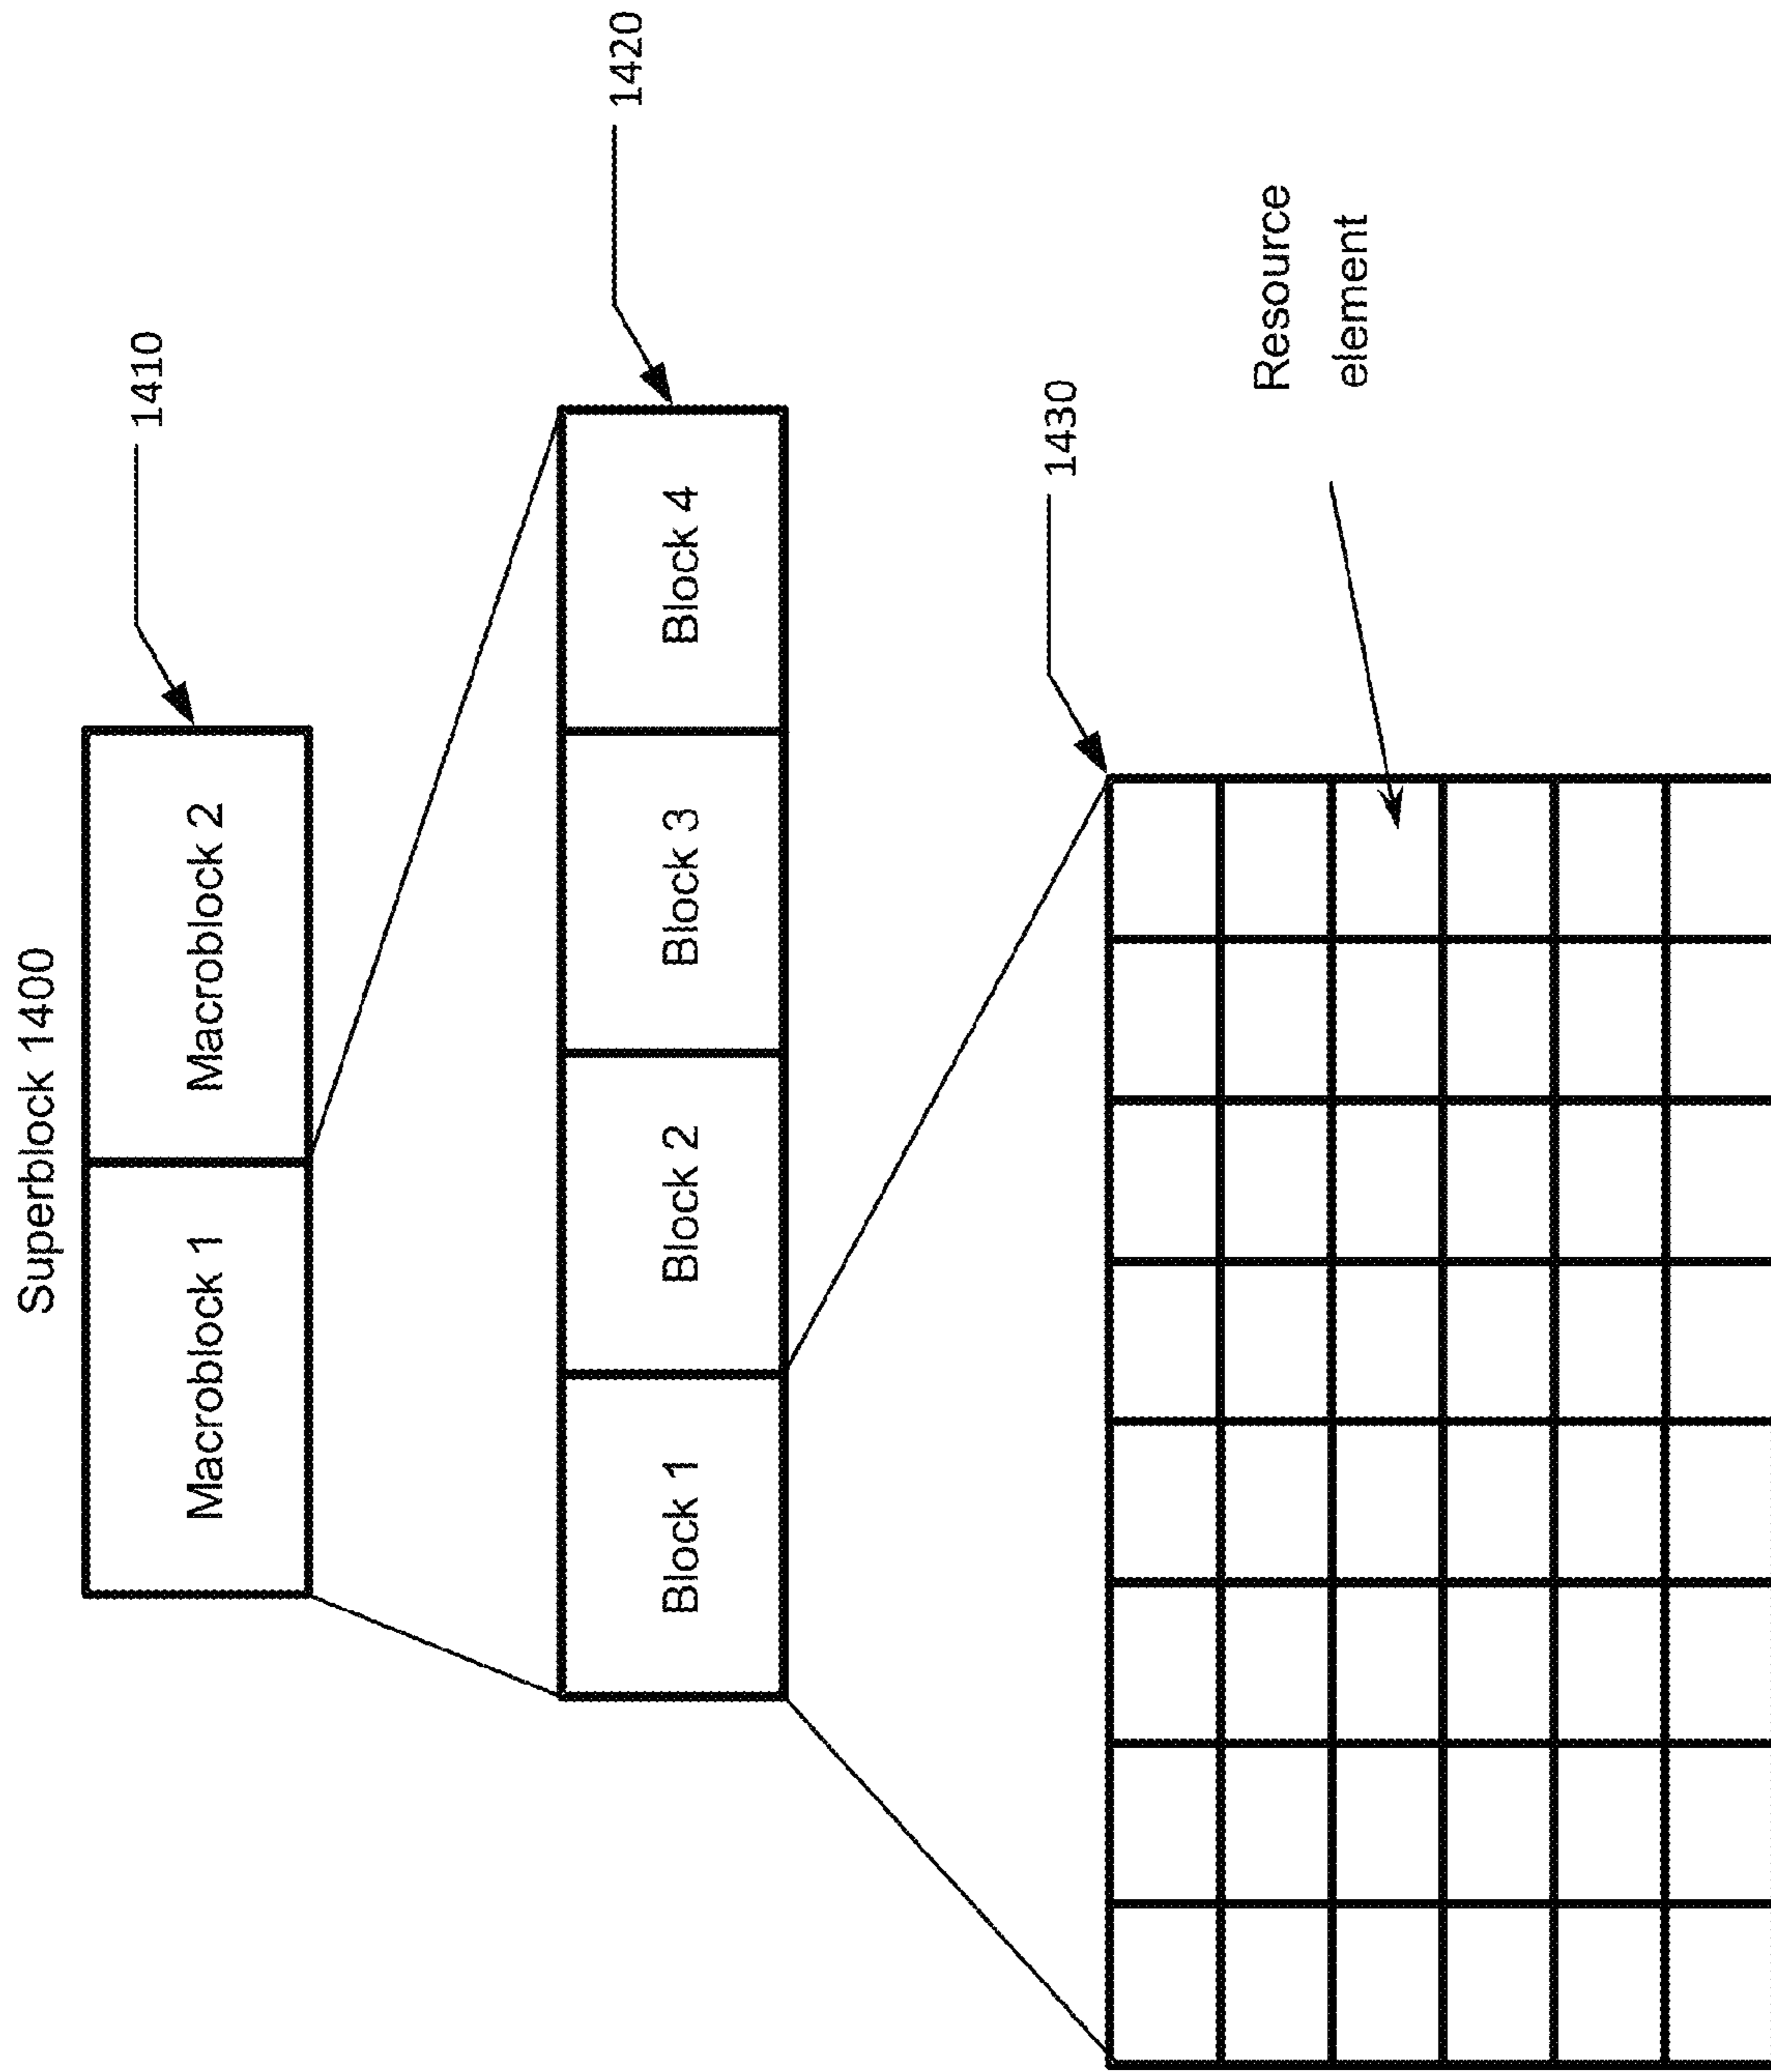 Superblock 1400
Macroblock 1
Macroblock 2
1410
Block 1
Block 2
Block 3
Block 4
1420
1430
Resource
element